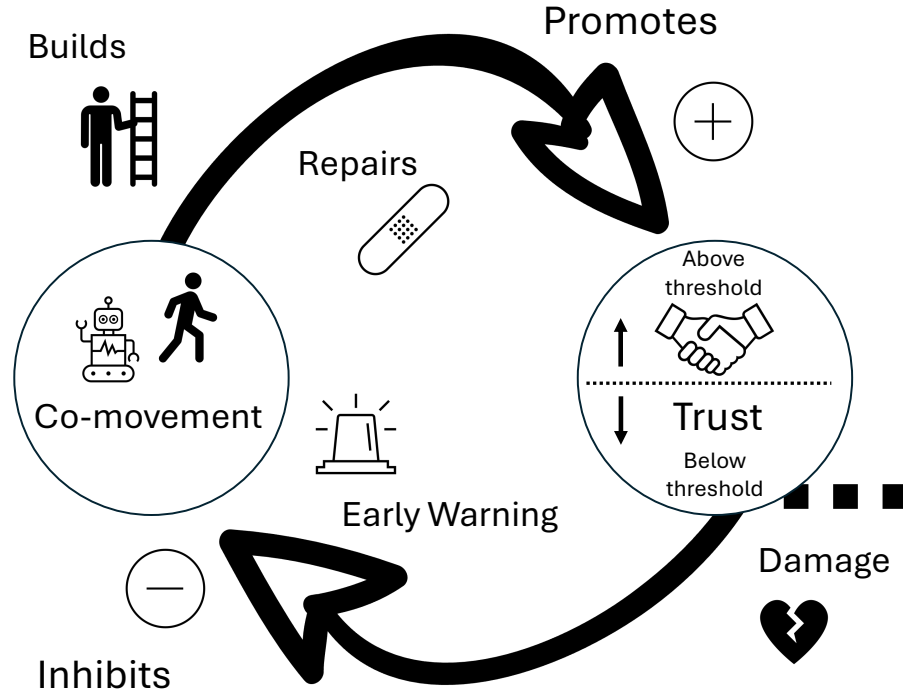 Promotes
Builds
Repairs
Above
threshold
Co-movement
Trust
Below
threshold
Early Warning
Damage
Inhibits